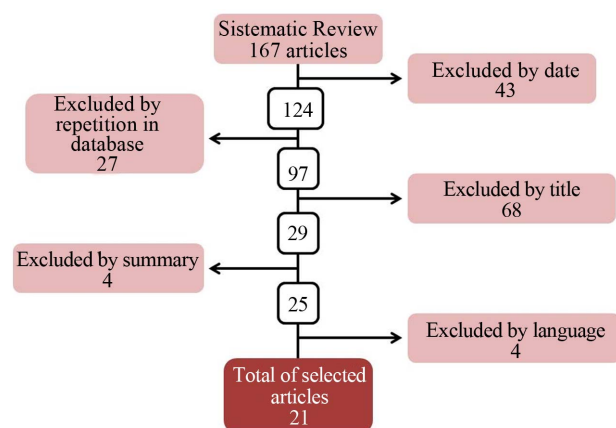 Sistematic Review
167 articles
Excluded by date
43
124
Excluded by
repetition in
database
27
97
Excluded by title
68
29
Excluded by summary
4
25
Excluded by language
4
Total of selected
articles
21